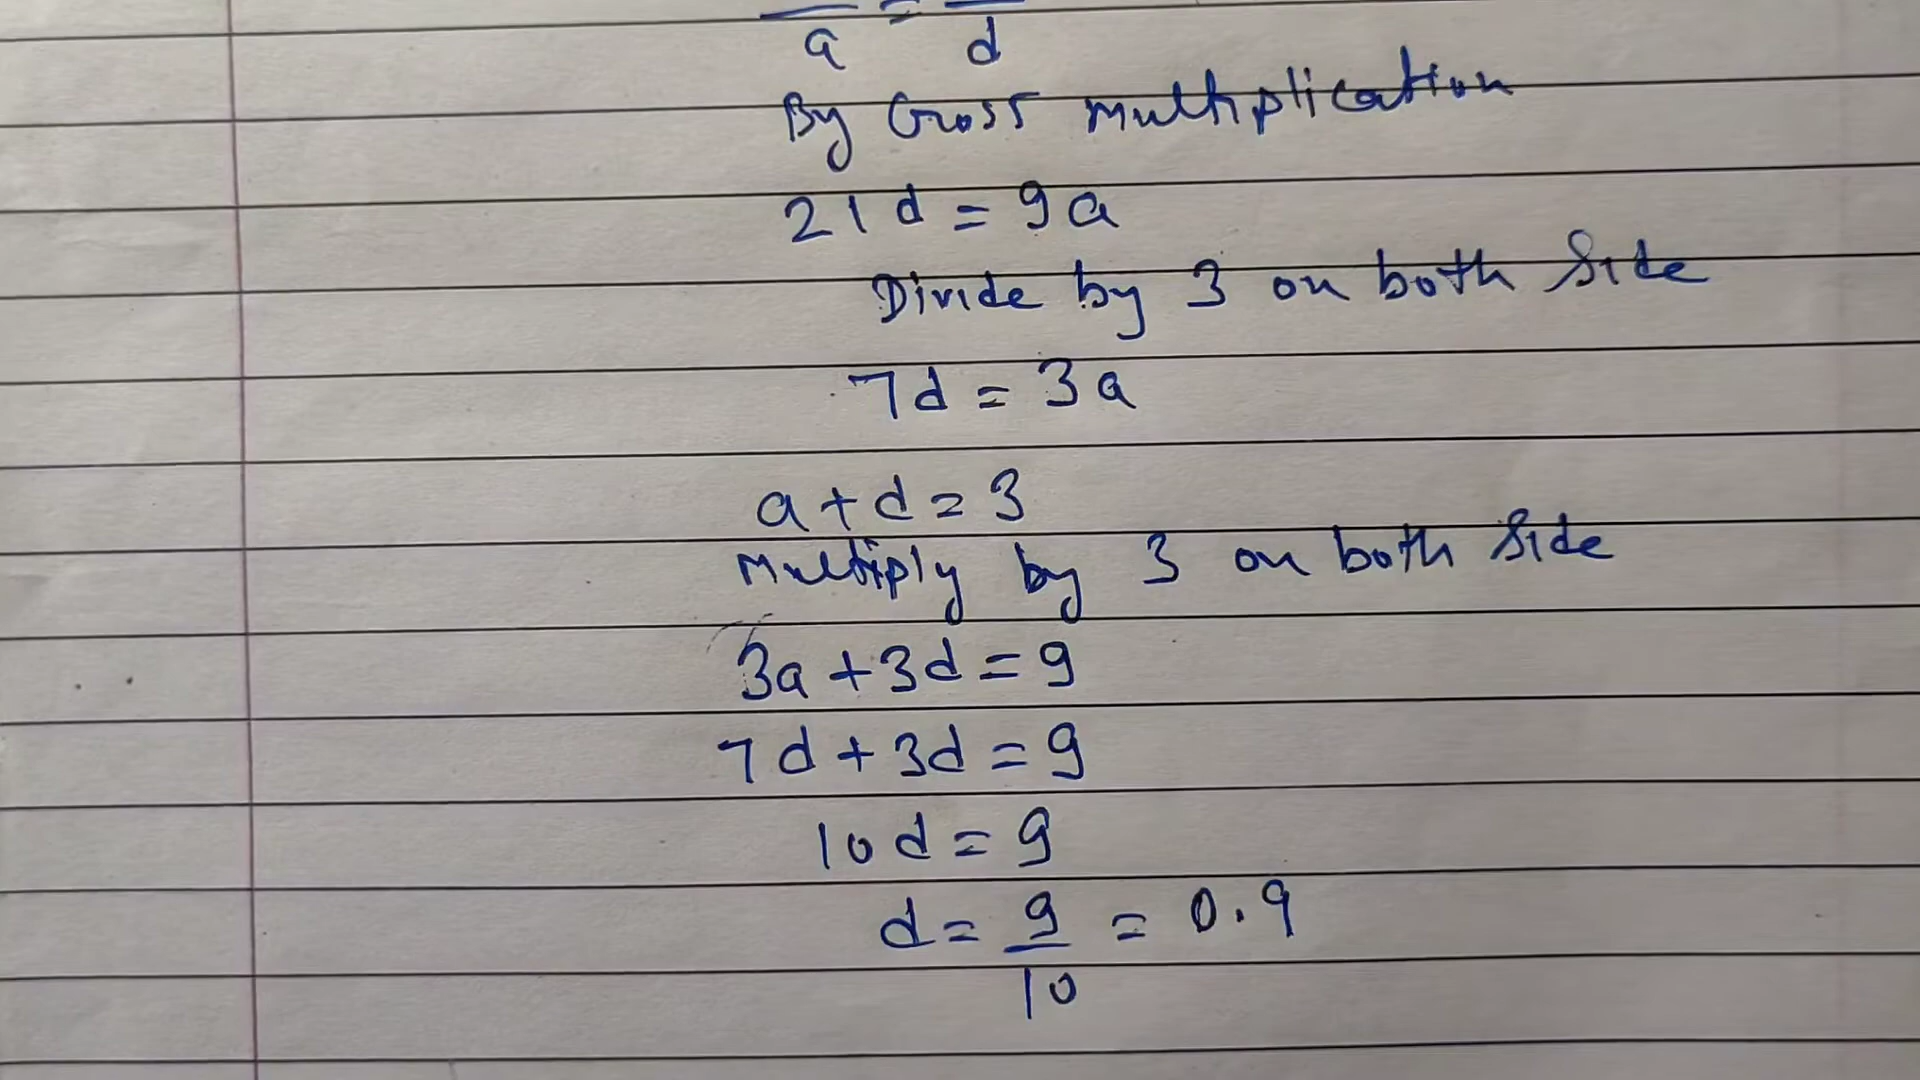 a = d
By Cross multiplication
21d = 9a
Divide by 3 on both side
7d = 3a
a + d = 3
Multiply by 3 on both side
3a + 3d = 9
7d + 3d = 9
10d = 9
d = 9/10 = 0.9